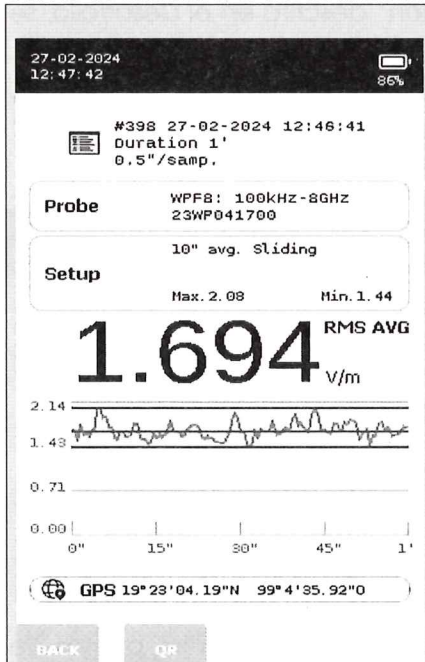 27-02-2024
12:47:42
86%
#398 27-02-2024 12:46:41
Duration 1'
0.5"/samp.
Probe
WPF8: 100kHz-8GHz
23WP041700
Setup
10" avg. Sliding
Max.2.08 Min.1.44
1.694
RMS AVG
V/m
2.14
1.43
0.71
0.00
0" 15" 30" 45" 1'
GPS 19°23'04.19"N 99°4'35.92"O
BACK QR